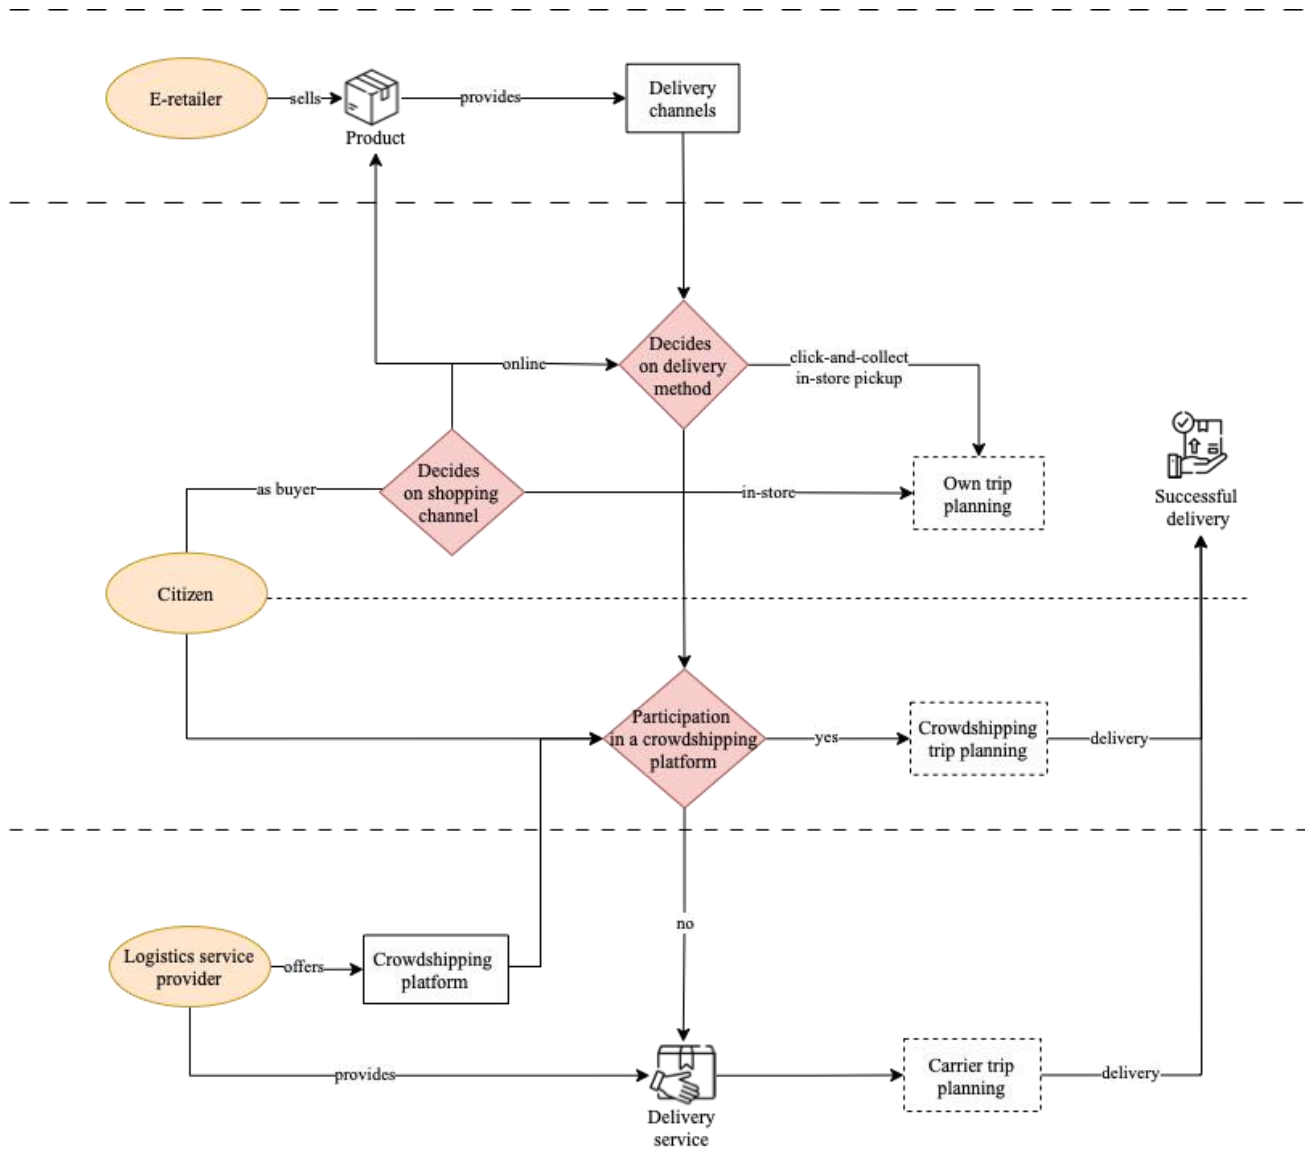 E-retailer
sells
Product
provides
Delivery
channels
Decides
on delivery
method
online
click-and-collect
in-store pickup
Decides
on shopping
channel
as buyer
in-store
Own trip
planning
Successful
delivery
Citizen
Participation
in a crowdshipping
platform
yes
Crowdshipping
trip planning
delivery
no
Logistics service
provider
offers
Crowdshipping
platform
provides
Delivery
service
Carrier trip
planning
delivery